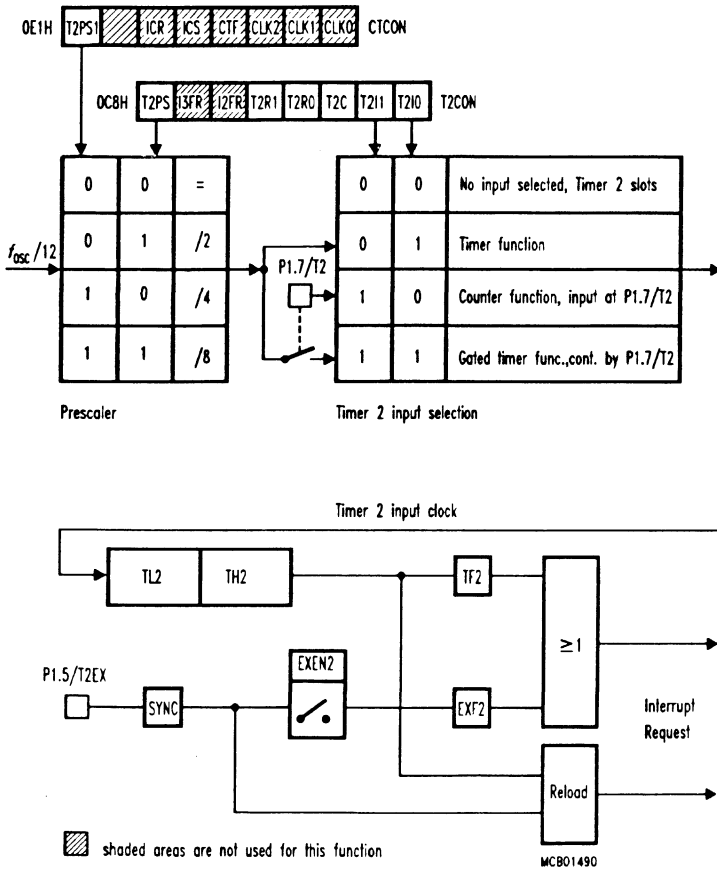 0E1H T2PS1 ICR ICS CTF CLK2 CLK1 CLK0 CTCON
0C8H T2PS I3FR I2FR T2R1 T2R0 T2C T2I1 T2I0 T2CON
0 0 = 0 0 No input selected, Timer 2 slots
0 1 /2 0 1 Timer function
fosc/12
P1.7/T2
1 0 /4 1 0 Counter function, input at P1.7/T2
1 1 /8 1 1 Gated timer func.,cont. by P1.7/T2
Prescaler Timer 2 input selection
Timer 2 input clock
TL2 TH2 TF2
≥1
P1.5/T2EX
EXEN2
SYNC EXF2
Interrupt
Request
Reload
shaded areas are not used for this function
MCB01490